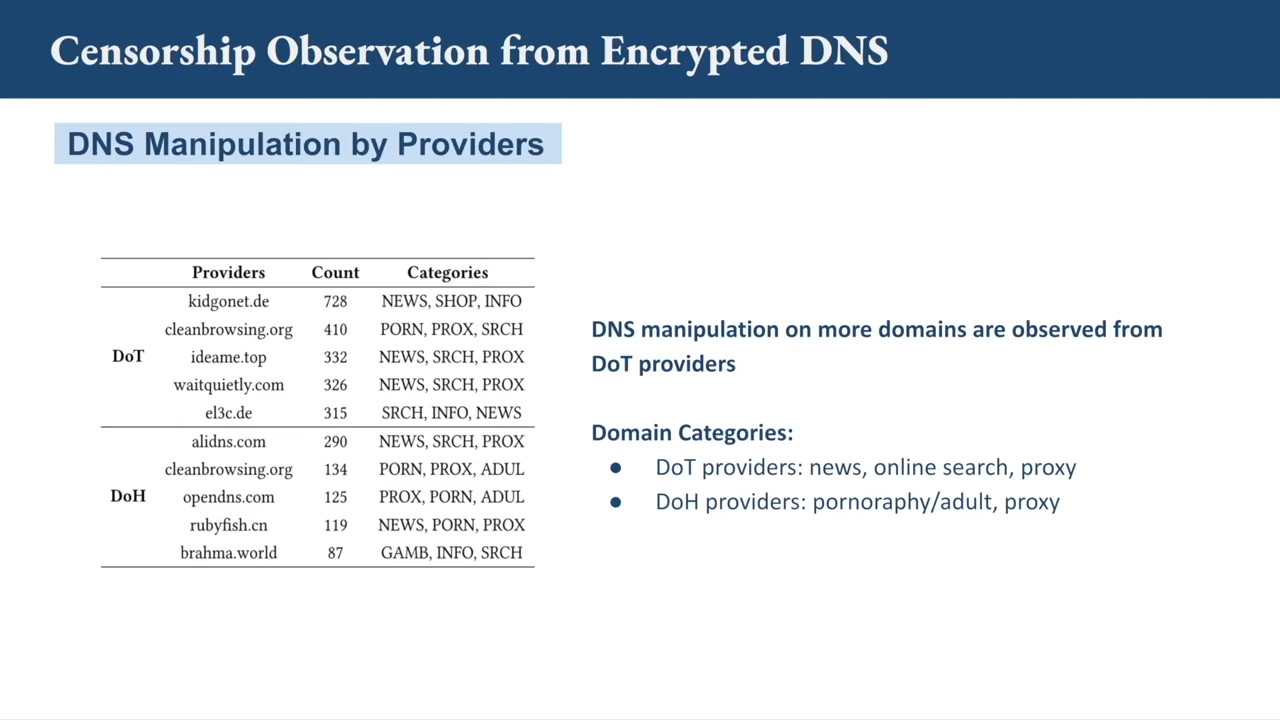 Censorship Observation from Encrypted DNS
DNS Manipulation by Providers
Providers Count Categories
kidgonet.de 728 NEWS, SHOP, INFO
cleanbrowsing.org 410 PORN, PROX, SRCH
DoT ideame.top 332 NEWS, SRCH, PROX
waitquietly.com 326 NEWS, SRCH, PROX
el3c.de 315 SRCH, INFO, NEWS
alidns.com 290 NEWS, SRCH, PROX
cleanbrowsing.org 134 PORN, PROX, ADUL
DoH opendns.com 125 PROX, PORN, ADUL
rubyfish.cn 119 NEWS, PORN, PROX
brahma.world 87 GAMB, INFO, SRCH
DNS manipulation on more domains are observed from
DoT providers
Domain Categories:
● DoT providers: news, online search, proxy
● DoH providers: pornoraphy/adult, proxy